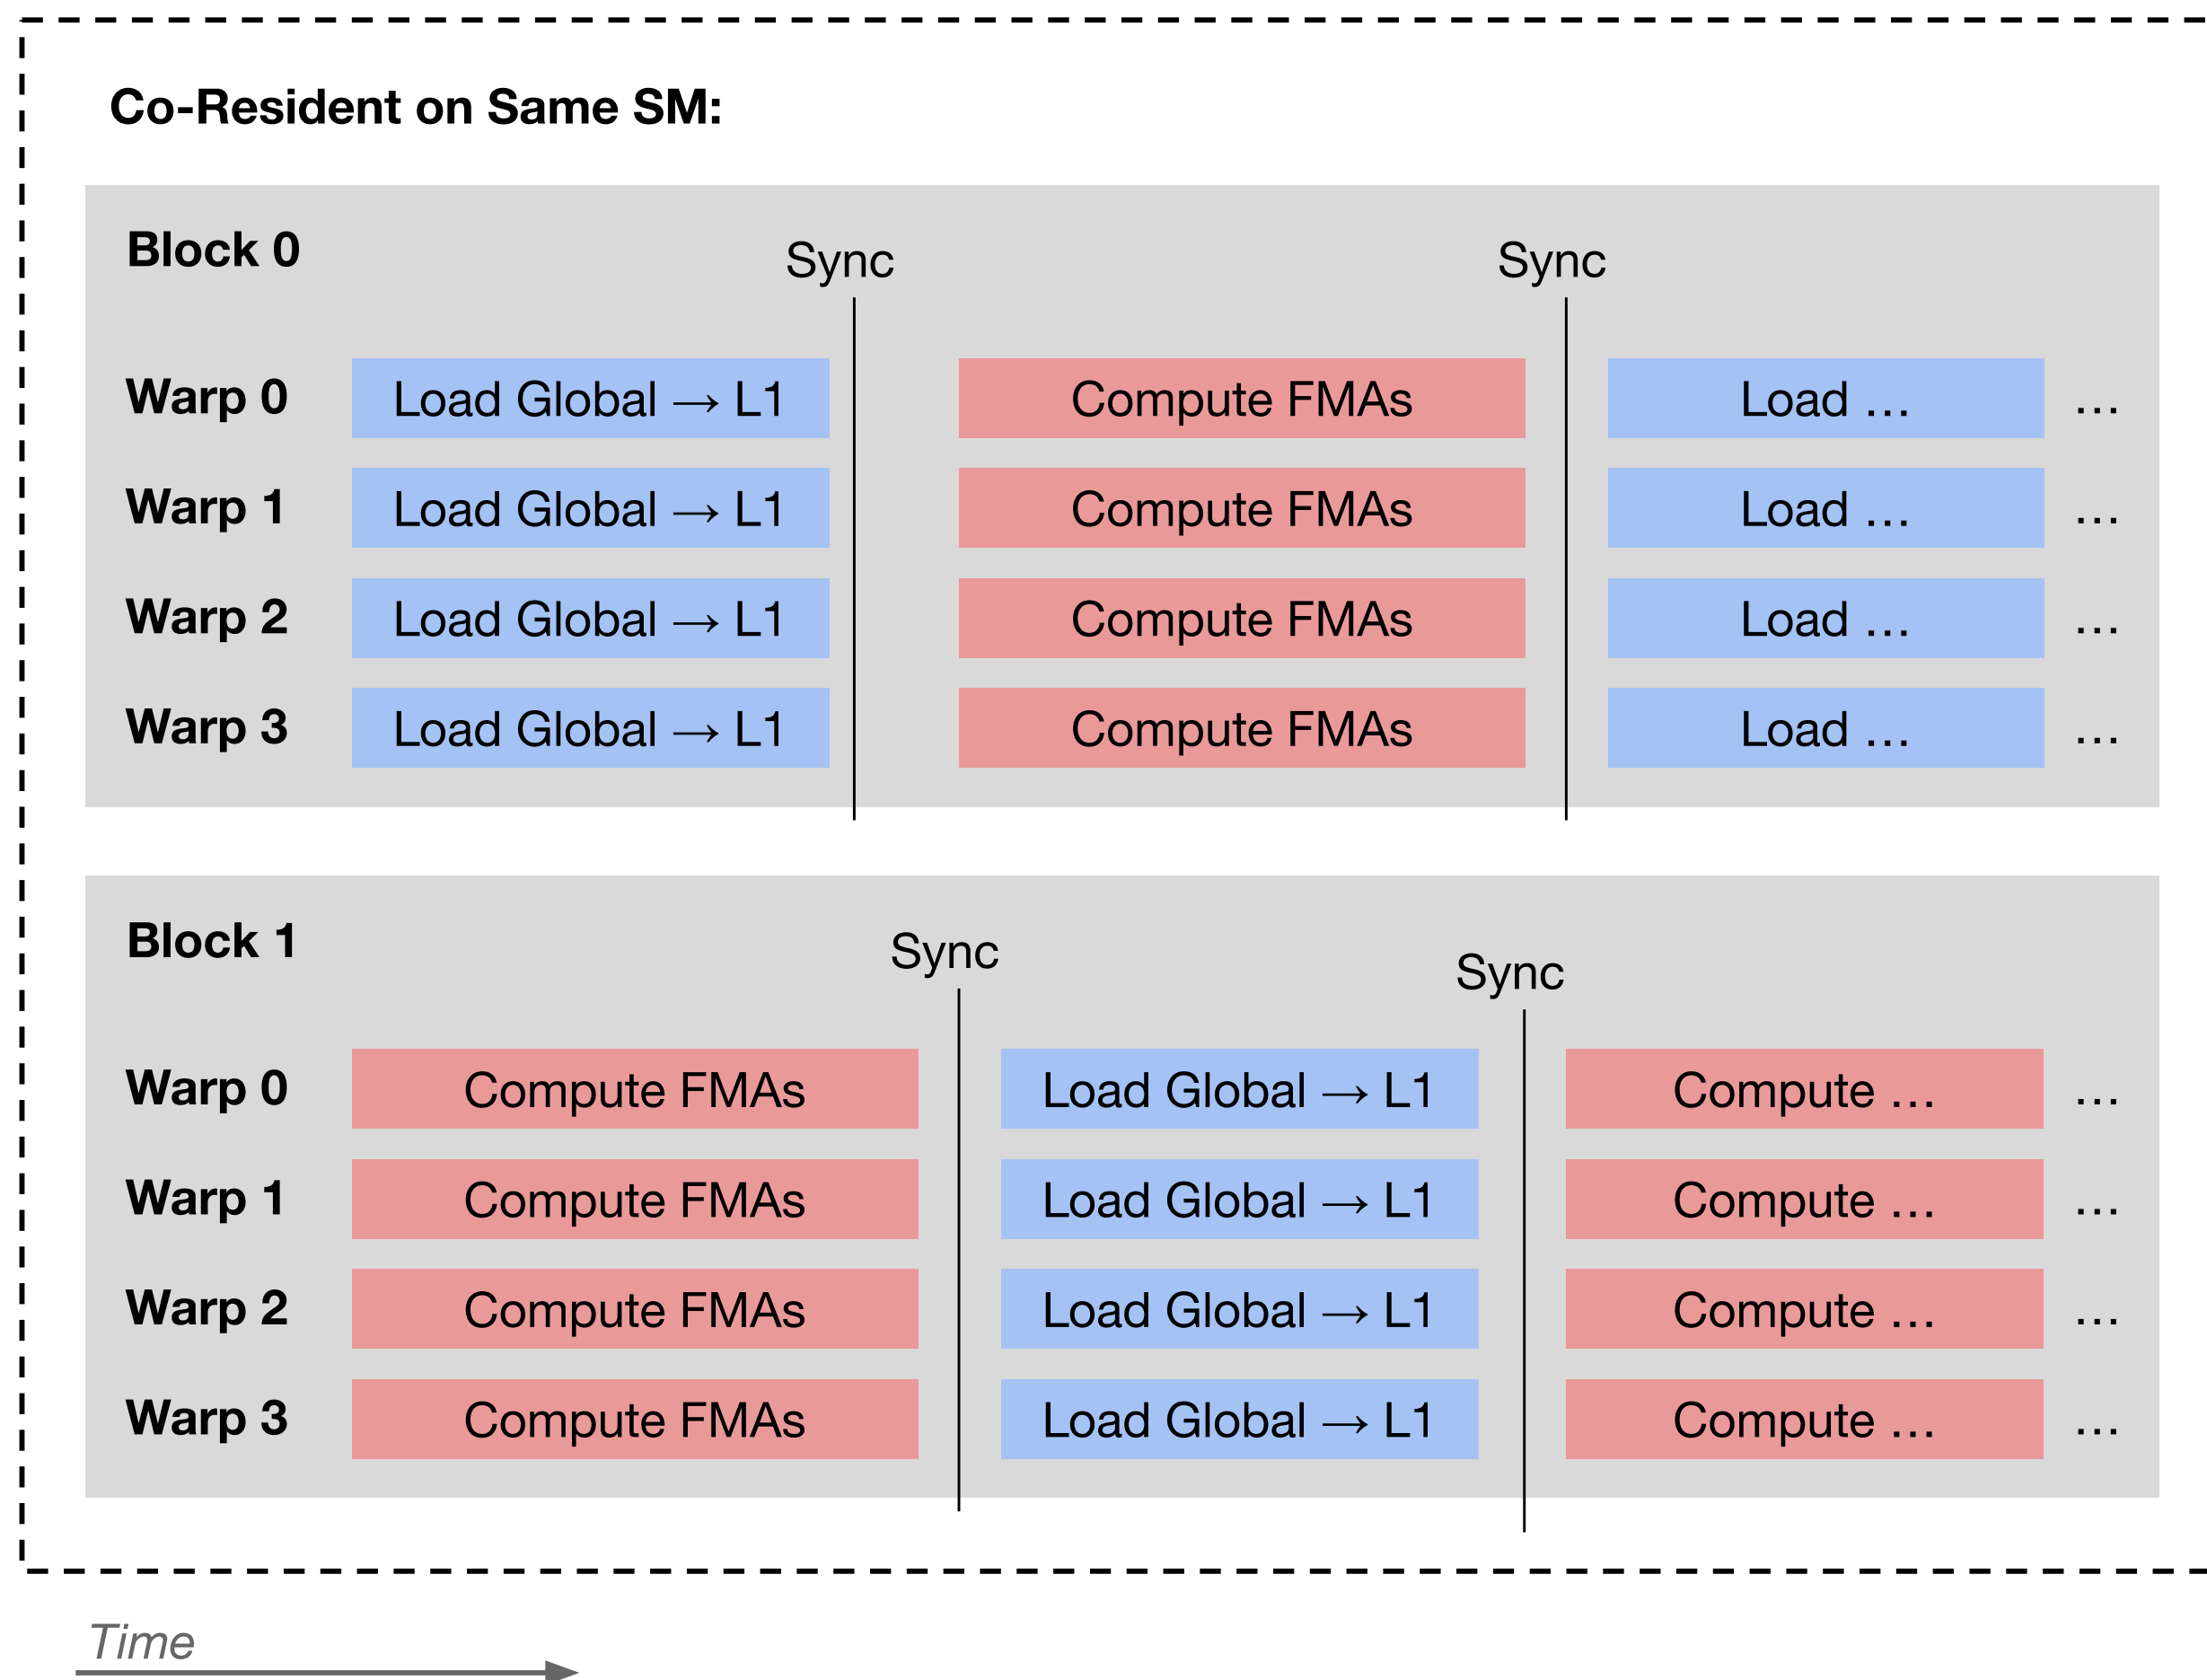 Co-Resident on Same SM:
Block 0
Sync Sync
Warp 0 Load Global → L1 Compute FMAs Load ... ...
Warp 1 Load Global → L1 Compute FMAs Load ... ...
Warp 2 Load Global → L1 Compute FMAs Load ... ...
Warp 3 Load Global → L1 Compute FMAs Load ... ...
Block 1
Sync Sync
Warp 0 Compute FMAs Load Global → L1 Compute ... ...
Warp 1 Compute FMAs Load Global → L1 Compute ... ...
Warp 2 Compute FMAs Load Global → L1 Compute ... ...
Warp 3 Compute FMAs Load Global → L1 Compute ... ...
Time